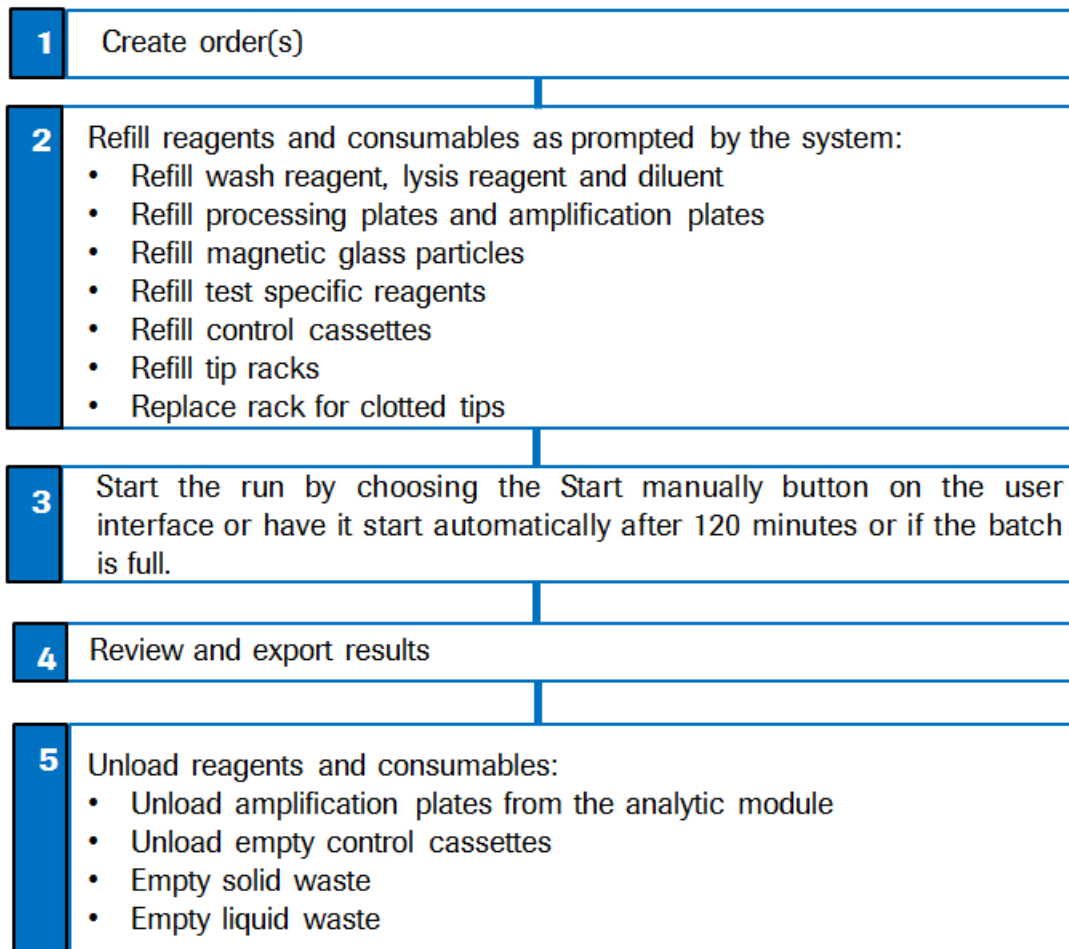 1 Create order(s)
2 Refill reagents and consumables as prompted by the system:
• Refill wash reagent, lysis reagent and diluent
• Refill processing plates and amplification plates
• Refill magnetic glass particles
• Refill test specific reagents
• Refill control cassettes
• Refill tip racks
• Replace rack for clotted tips
3 Start the run by choosing the Start manually button on the user
interface or have it start automatically after 120 minutes or if the batch
is full.
4 Review and export results
5 Unload reagents and consumables:
• Unload amplification plates from the analytic module
• Unload empty control cassettes
• Empty solid waste
• Empty liquid waste